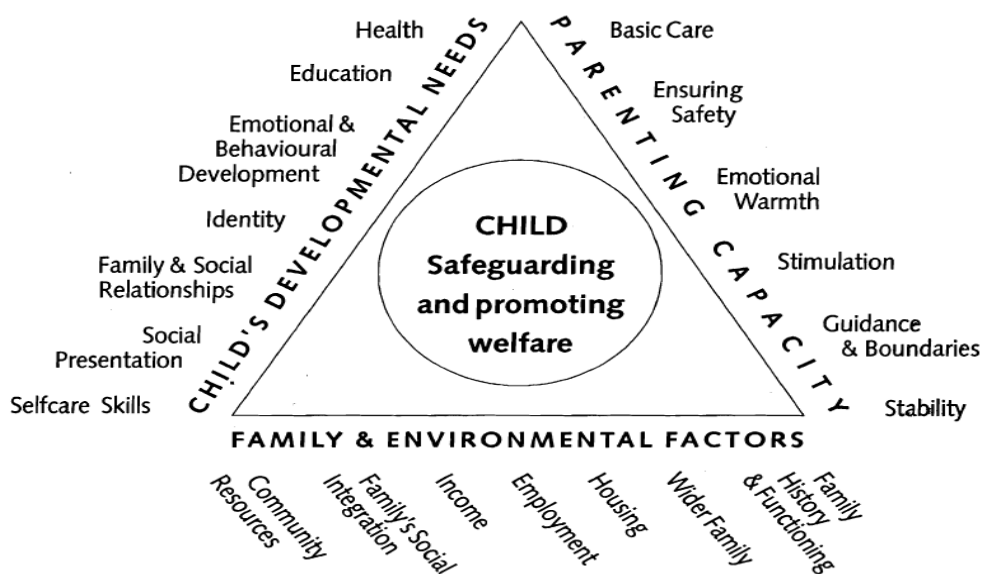 Health
Education
Emotional &
Behavioural
Development
Identity
Family & Social
Relationships
Social
Presentation
Selfcare Skills
CHILD'S DEVELOPMENTAL NEEDS
CHILD
Safeguarding
and promoting
welfare
PARENTING CAPACITY
Basic Care
Ensuring
Safety
Emotional
Warmth
Stimulation
Guidance
& Boundaries
Stability
FAMILY & ENVIRONMENTAL FACTORS
Community
Resources
Family's Social
Integration
Income
Employment
Housing
Wider Family
Family
History
& Functioning